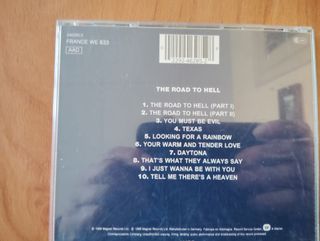 FRANCE WE 833
AAD
THE ROAD TO HELL
1. THE ROAD TO HELL (PART I)
2. THE ROAD TO HELL (PART II)
3. YOU MUST BE EVIL
4. TEXAS
5. LOOKING FOR A RAINBOW
6. YOUR WARM AND TENDER LOVE
7. DAYTONA
8. THAT'S WHAT THEY ALWAYS SAY
9. I JUST WANNA BE WITH YOU
10. TELL ME THERE'S A HEAVEN